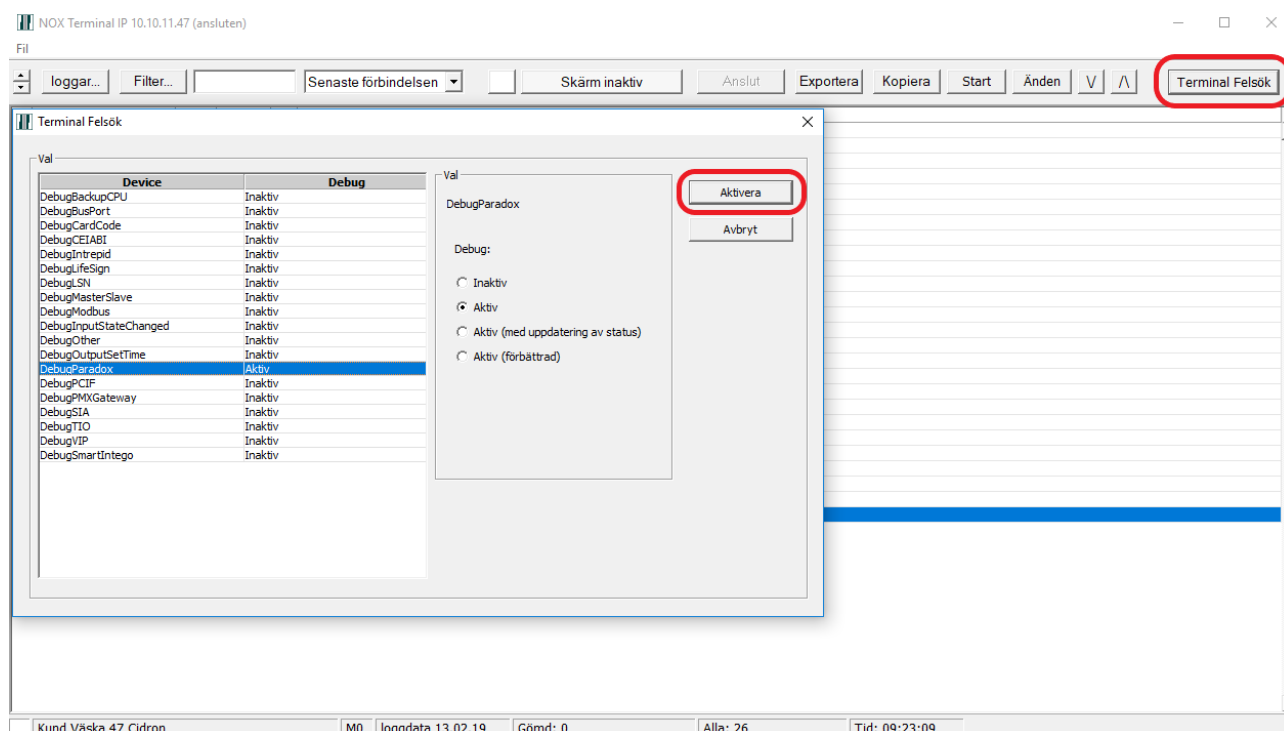 NOX Terminal IP 10.10.11.47 (ansluten)
Fil
loggar... Filter... Senaste förbindelsen Skärm inaktiv Anslut Exportera Kopiera Start Änden \/ /\ Terminal Felsök
Terminal Felsök
Val
Device Debug
DebugBackupCPU Inaktiv
DebugBusPort Inaktiv
DebugCardCode Inaktiv
DebugCEIABI Inaktiv
DebugIntrepid Inaktiv
DebugLifeSign Inaktiv
DebugLSN Inaktiv
DebugMasterSlave Inaktiv
DebugModbus Inaktiv
DebugInputStateChanged Inaktiv
DebugOther Inaktiv
DebugOutputSetTime Inaktiv
DebugParadox Aktiv
DebugPCIF Inaktiv
DebugPMXGateway Inaktiv
DebugSIA Inaktiv
DebugTIO Inaktiv
DebugVIP Inaktiv
DebugSmartIntego Inaktiv
Val
DebugParadox
Debug:
Inaktiv
Aktiv
Aktiv (med uppdatering av status)
Aktiv (förbättrad)
Aktivera
Avbryt
Kund Väska 47 Cidron M0 loggdata 13.02.19 Gömd: 0 Alla: 26 Tid: 09:23:09